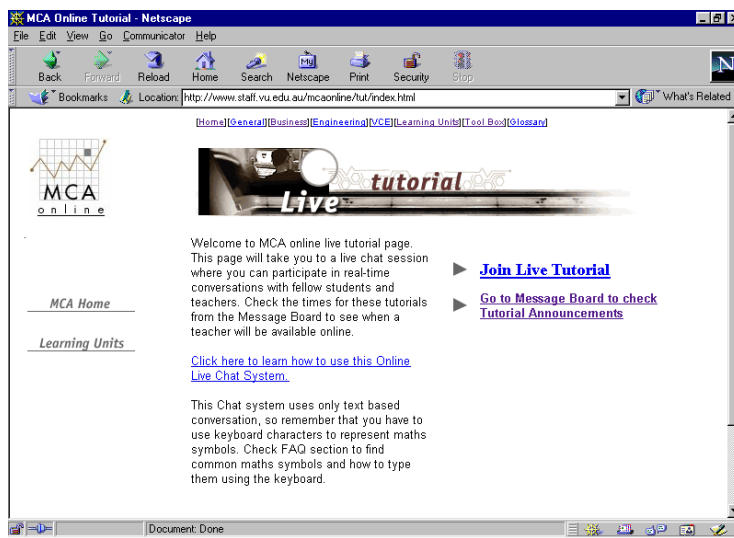 MCA Online Tutorial - Netscape
File Edit View Go Communicator Help
Back Forward Reload Home Search Netscape Print Security Stop
Bookmarks Location: http://www.staff.vu.edu.au/mcaonline/tut/index.html What's Related
[Home][General][Business][Engineering][VCE][Learning Units][Tool Box][Glossary]
MCA
online
Live tutorial
Welcome to MCA online live tutorial page.
This page will take you to a live chat session
where you can participate in real-time
conversations with fellow students and
teachers. Check the times for these tutorials
from the Message Board to see when a
teacher will be available online.
Click here to learn how to use this Online
Live Chat System.
This Chat system uses only text based
conversation, so remember that you have to
use keyboard characters to represent maths
symbols. Check FAQ section to find
common maths symbols and how to type
them using the keyboard.
Join Live Tutorial
Go to Message Board to check
Tutorial Announcements
MCA Home
Learning Units
Document: Done